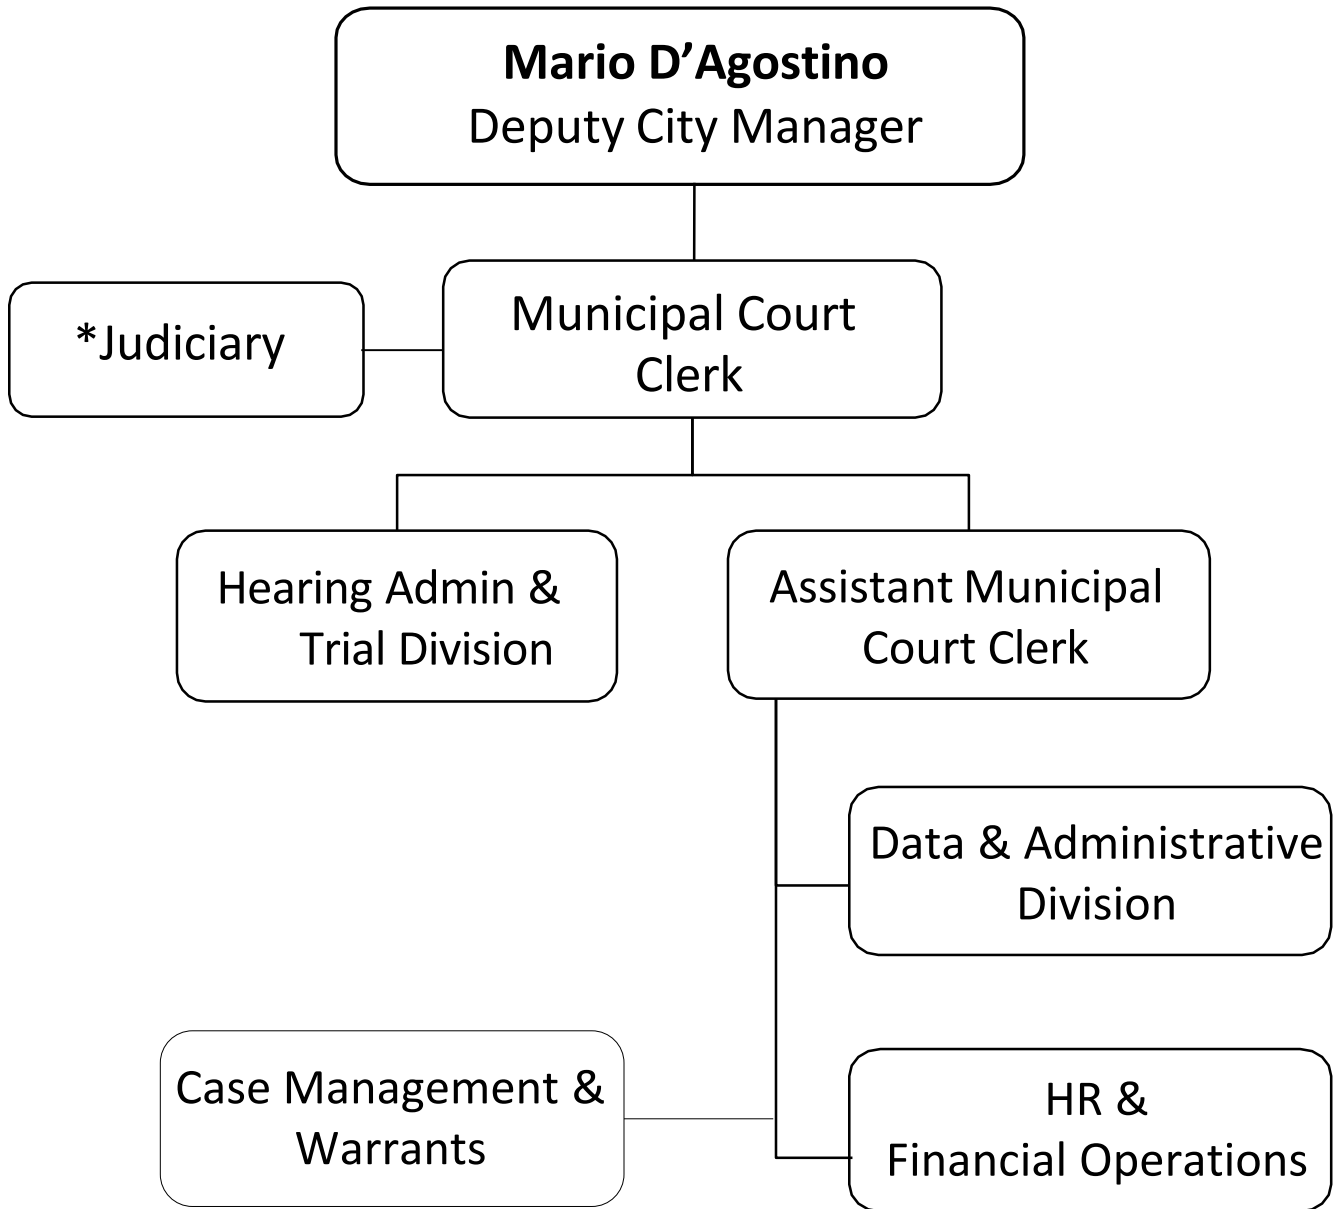 Mario D’Agostino
Deputy City Manager
*Judiciary
Municipal Court
Clerk
Hearing Admin &
Trial Division
Assistant Municipal
Court Clerk
Data & Administrative
Division
Case Management &
Warrants
HR &
Financial Operations